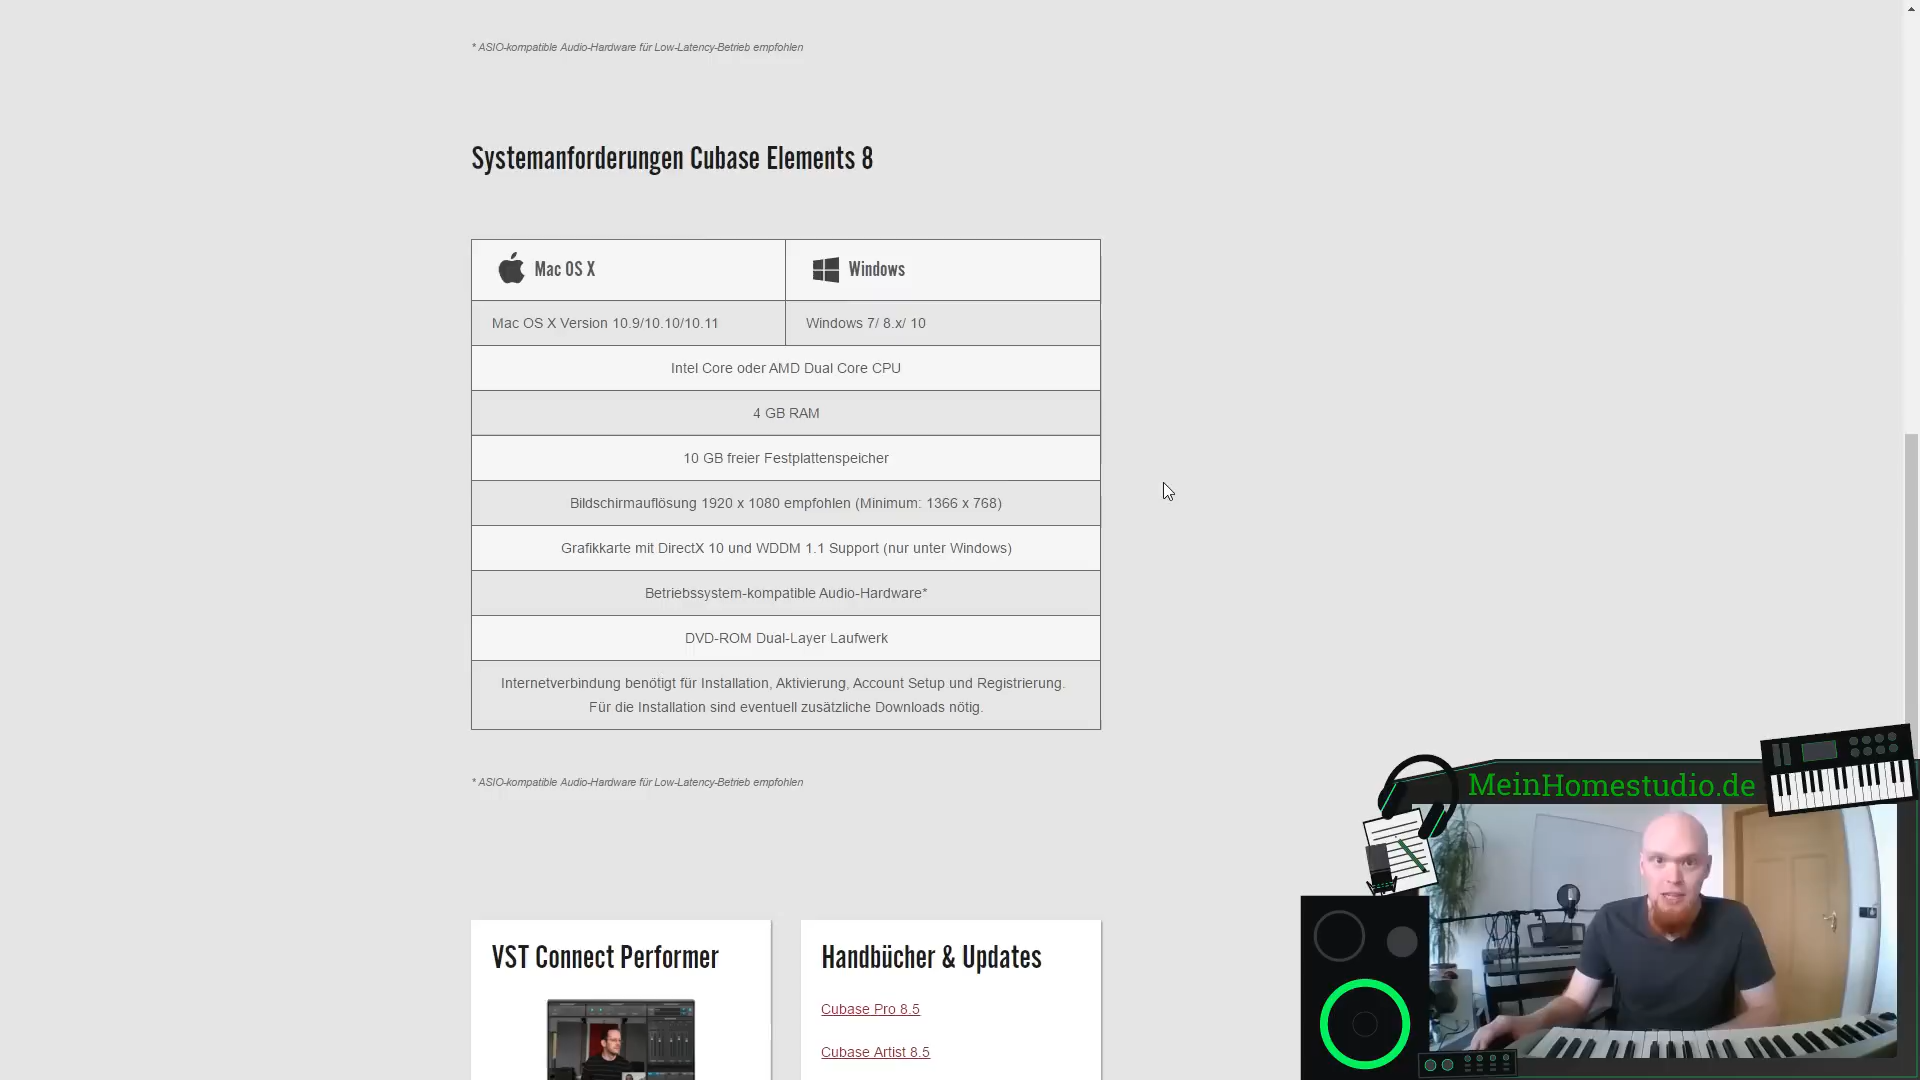 * ASIO-kompatible Audio-Hardware für Low-Latency-Betrieb empfohlen
Systemanforderungen Cubase Elements 8
Mac OS X
Windows
Mac OS X Version 10.9/10.10/10.11
Windows 7/ 8.x/ 10
Intel Core oder AMD Dual Core CPU
4 GB RAM
10 GB freier Festplattenspeicher
Bildschirmauflösung 1920 x 1080 empfohlen (Minimum: 1366 x 768)
Grafikkarte mit DirectX 10 und WDDM 1.1 Support (nur unter Windows)
Betriebssystem-kompatible Audio-Hardware*
DVD-ROM Dual-Layer Laufwerk
Internetverbindung benötigt für Installation, Aktivierung, Account Setup und Registrierung.
Für die Installation sind eventuell zusätzliche Downloads nötig.
* ASIO-kompatible Audio-Hardware für Low-Latency-Betrieb empfohlen
MeinHomestudio.de
VST Connect Performer
Handbücher & Updates
Cubase Pro 8.5
Cubase Artist 8.5